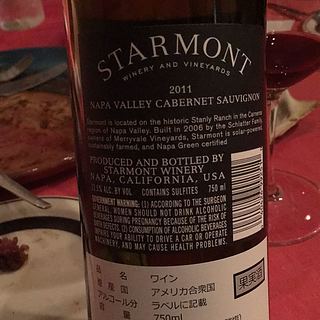 STARMONT
WINERY AND VINEYARDS
2011
NAPA VALLEY CABERNET SAUVIGNON
Starmont is located on the historic Stanly Ranch in the Carneros
region of Napa Valley. Built in 2006 by the Schlatter Family,
owners of Merryvale Vineyards, Starmont is solar-powered,
sustainably farmed, and Napa Green certified
PRODUCED AND BOTTLED BY
STARMONT WINERY
NAPA, CALIFORNIA, USA
ALC. BY VOL CONTAINS SULFITES 750 ml
GOVERNMENT WARNING: (1) ACCORDING TO THE SURGEON
GENERAL, WOMEN SHOULD NOT DRINK ALCOHOLIC
BEVERAGES DURING PREGNANCY BECAUSE OF THE RISK OF
BIRTH DEFECTS. (2) CONSUMPTION OF ALCOHOLIC BEVERAGES
IMPAIRS YOUR ABILITY TO DRIVE A CAR OR OPERATE
MACHINERY, AND MAY CAUSE HEALTH PROBLEMS.
品名 ワイン
原産国 アメリカ合衆国
アルコール分 ラベルに記載
容量 750ml
果実酒